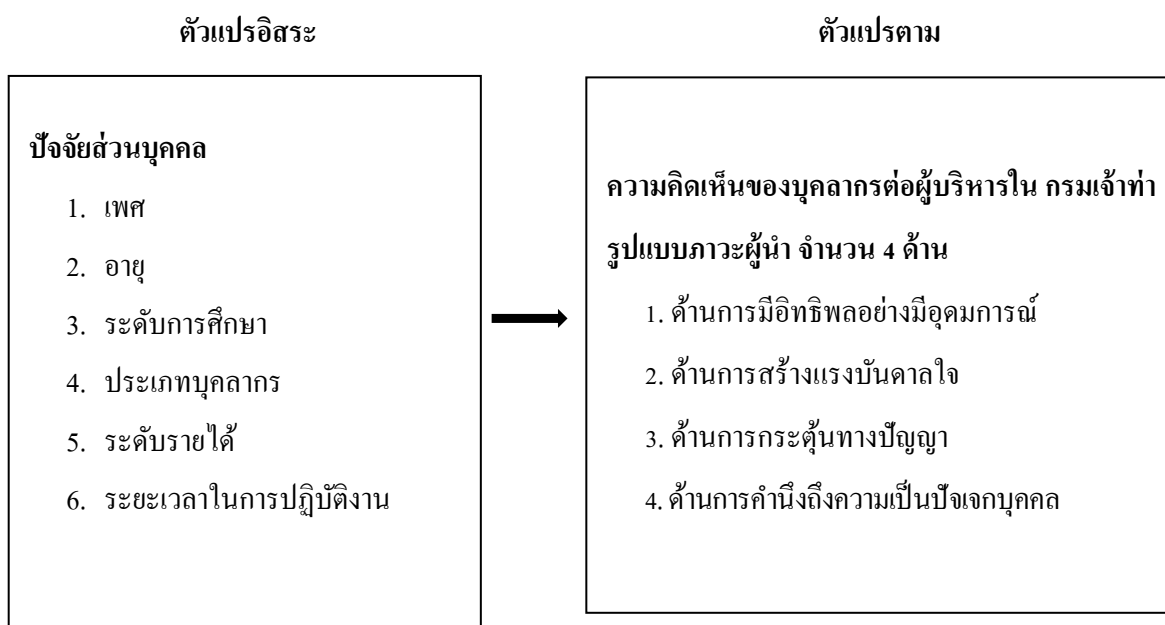 ตัวแปรอิสระ
ปัจจัยส่วนบุคคล
1. เพศ
2. อายุ
3. ระดับการศึกษา
4. ประเภทบุคลากร
5. ระดับรายได้
6. ระยะเวลาในการปฏิบัติงาน
ตัวแปรตาม
ความคิดเห็นของบุคลากรต่อผู้บริหารใน กรมเจ้าท่า
รูปแบบภาวะผู้นำ จำนวน 4 ด้าน
1. ด้านการมีอิทธิพลอย่างมีอุดมการณ์
2. ด้านการสร้างแรงบันดาลใจ
3. ด้านการกระตุ้นทางปัญญา
4. ด้านการคำนึงถึงความเป็นปัจเจกบุคคล